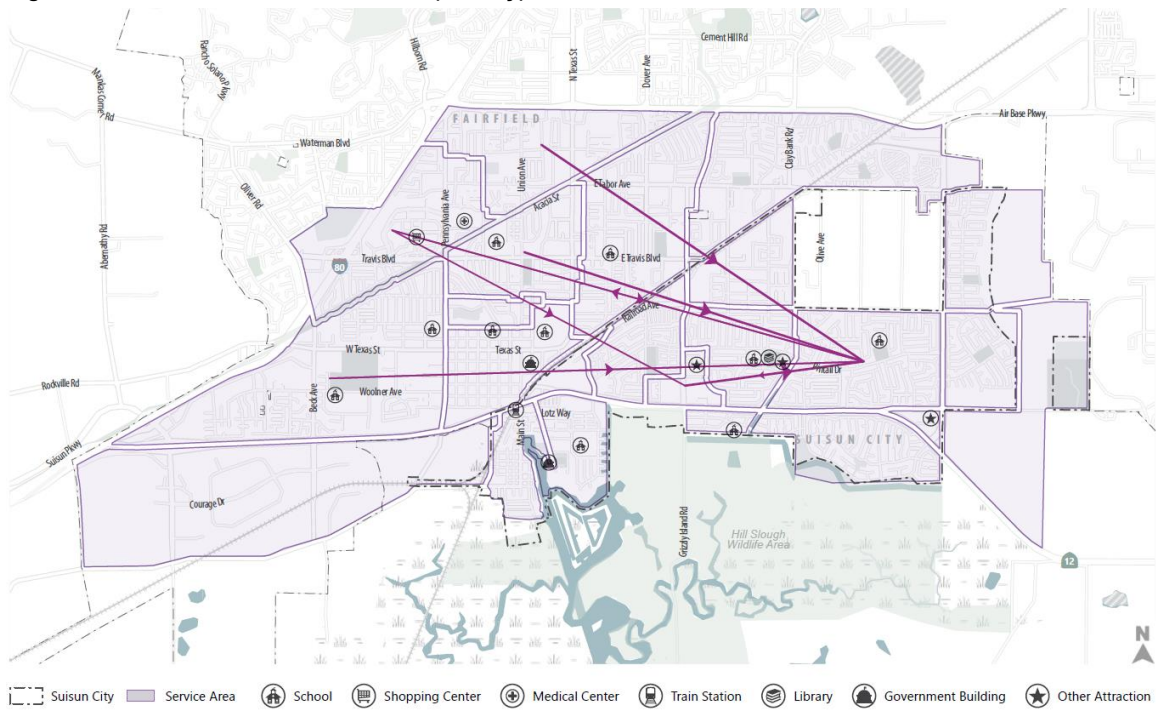 Cement Hill Rd
Rancho Solano Pkwy
Hilborn Rd
N Texas St
Dover Ave
Mankas Corner Rd
Air Base Pkwy
FAIRFIELD
Waterman Blvd
Clay Bank Rd
Union Ave
E Tabor Ave
Oliver Rd
Pennsylvania Ave
Acacia St
Abernathy Rd
Olive Ave
80
Travis Blvd
E Travis Blvd
Railroad Ave
W Texas St
Texas St
Rockville Rd
Beck Ave
Woolner Ave
Lotz Way
Main St
Suisun Pkwy
SUISUN CITY
Courage Dr
Grizzly Island Rd
Hill Slough
Wildlife Area
12
N
Suisun City Service Area School Shopping Center Medical Center Train Station Library Government Building Other Attraction